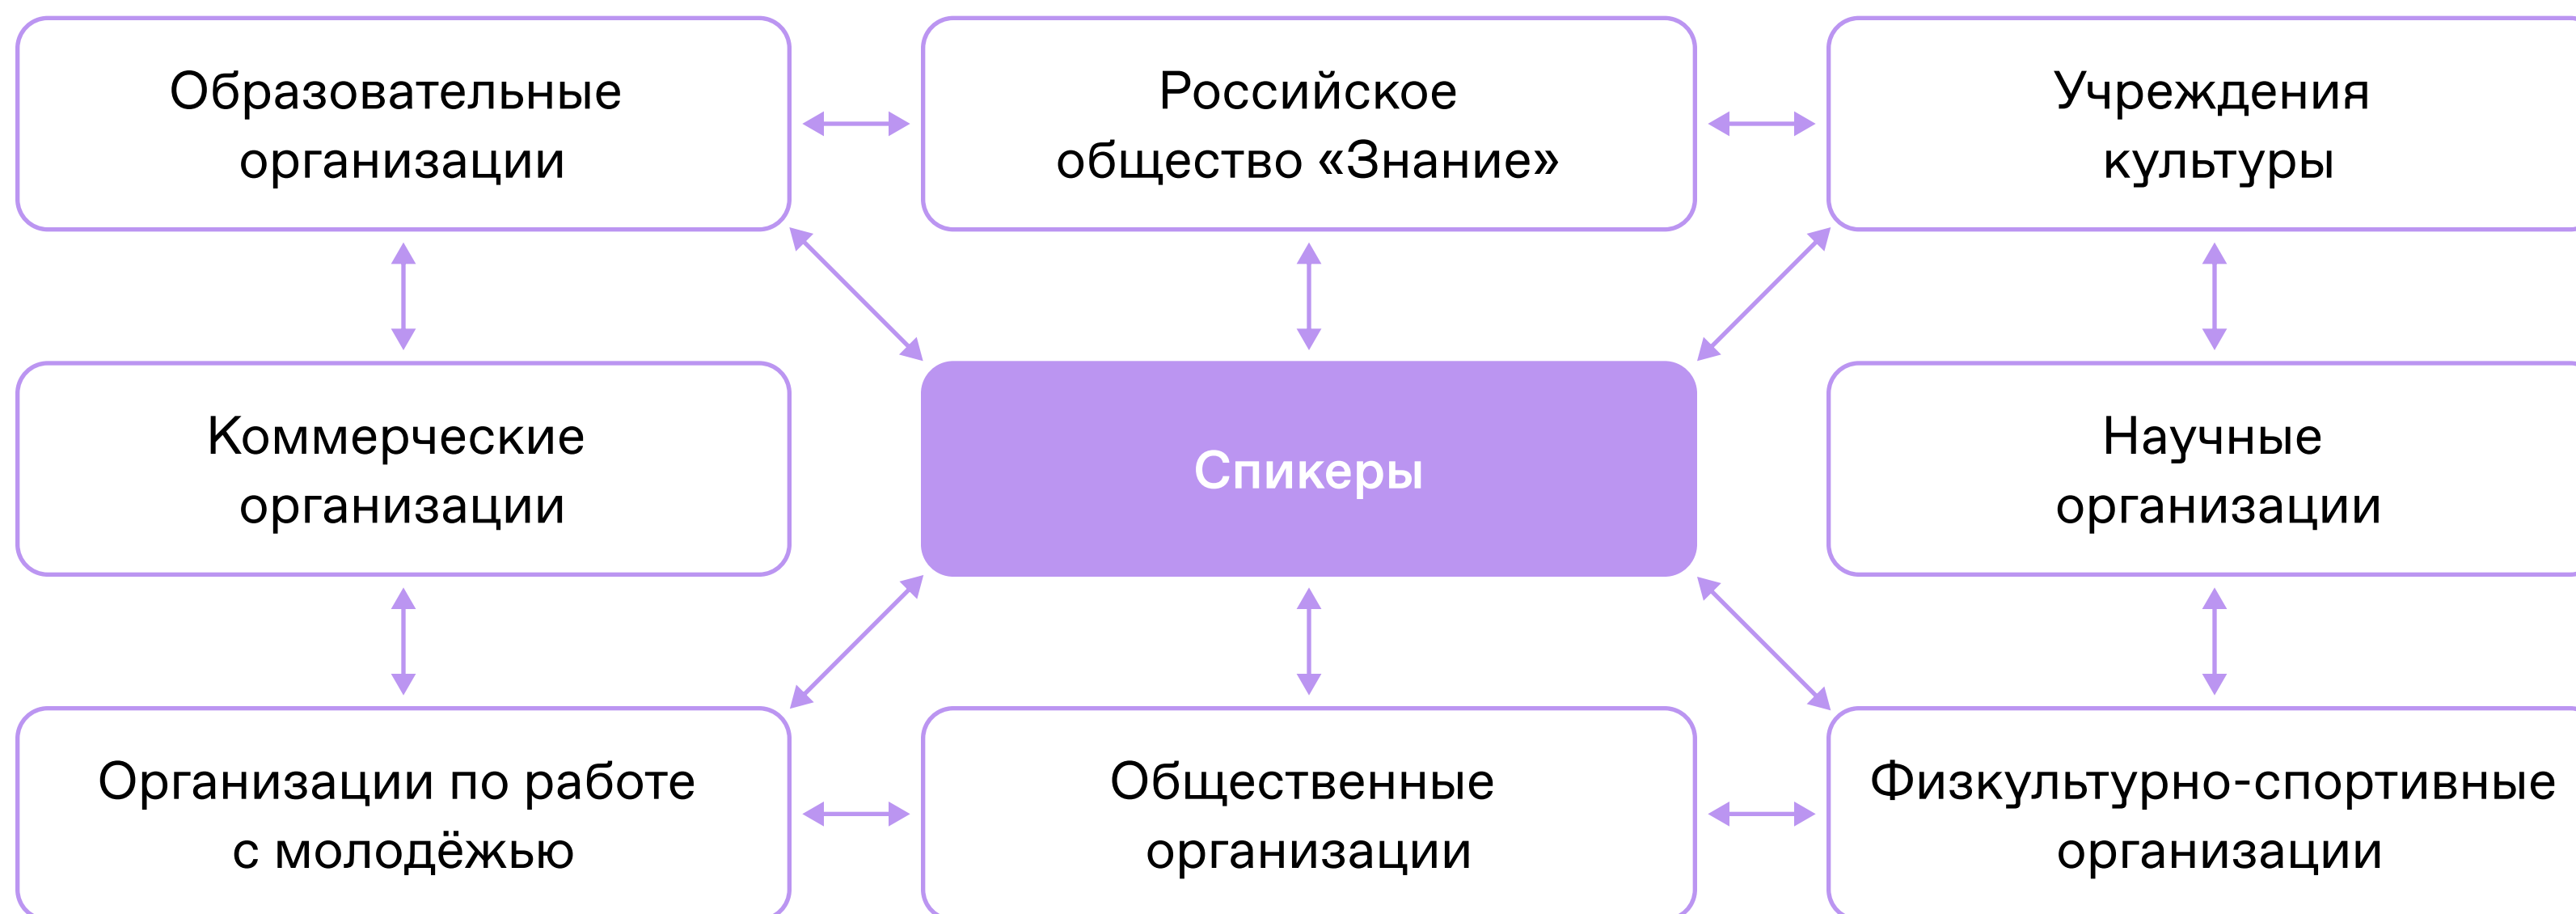 Образовательные
организации
Российское
общество «Знание»
Учреждения
культуры
Коммерческие
организации
Спикеры
Научные
организации
Организации по работе
с молодёжью
Общественные
организации
Физкультурно-спортивные
организации